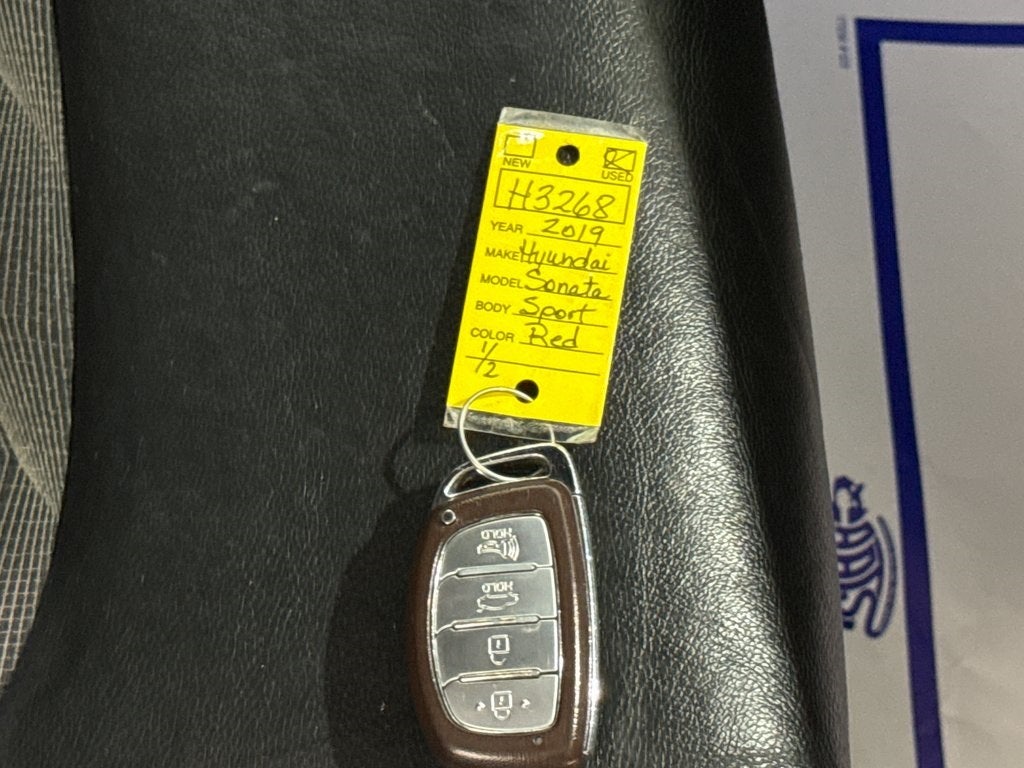 NEW
USED
H3268
YEAR 2019
MAKE Hyundai
MODEL Sonata
BODY Sport
COLOR Red
1/2
HOLD
HOLD